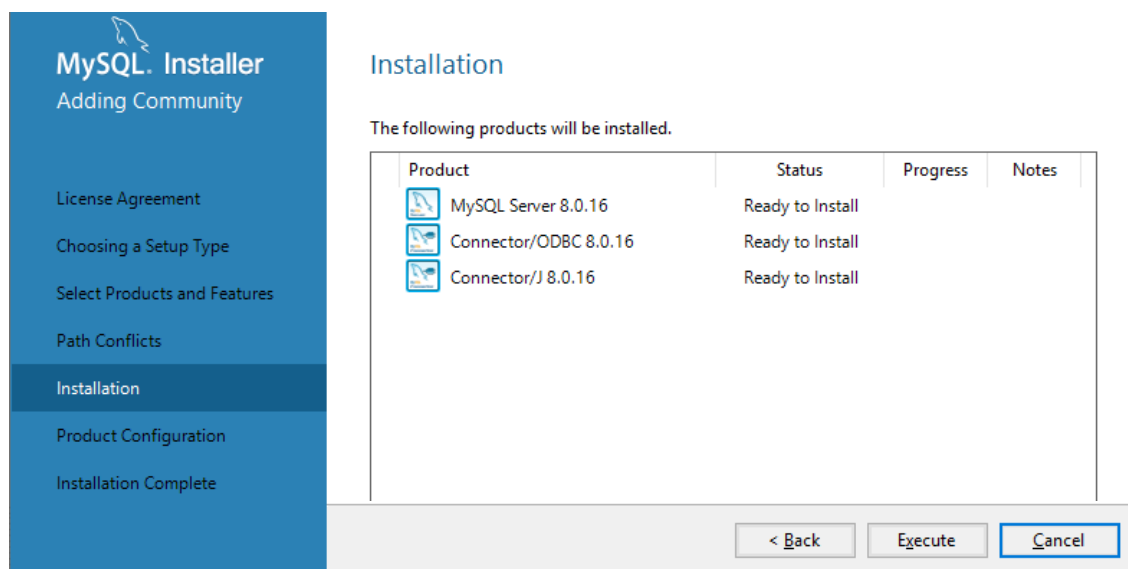 MySQL. Installer
Adding Community
License Agreement
Choosing a Setup Type
Select Products and Features
Path Conflicts
Installation
Product Configuration
Installation Complete
Installation
The following products will be installed.
Product Status Progress Notes
MySQL Server 8.0.16 Ready to Install
Connector/ODBC 8.0.16 Ready to Install
Connector/J 8.0.16 Ready to Install
< Back Execute Cancel